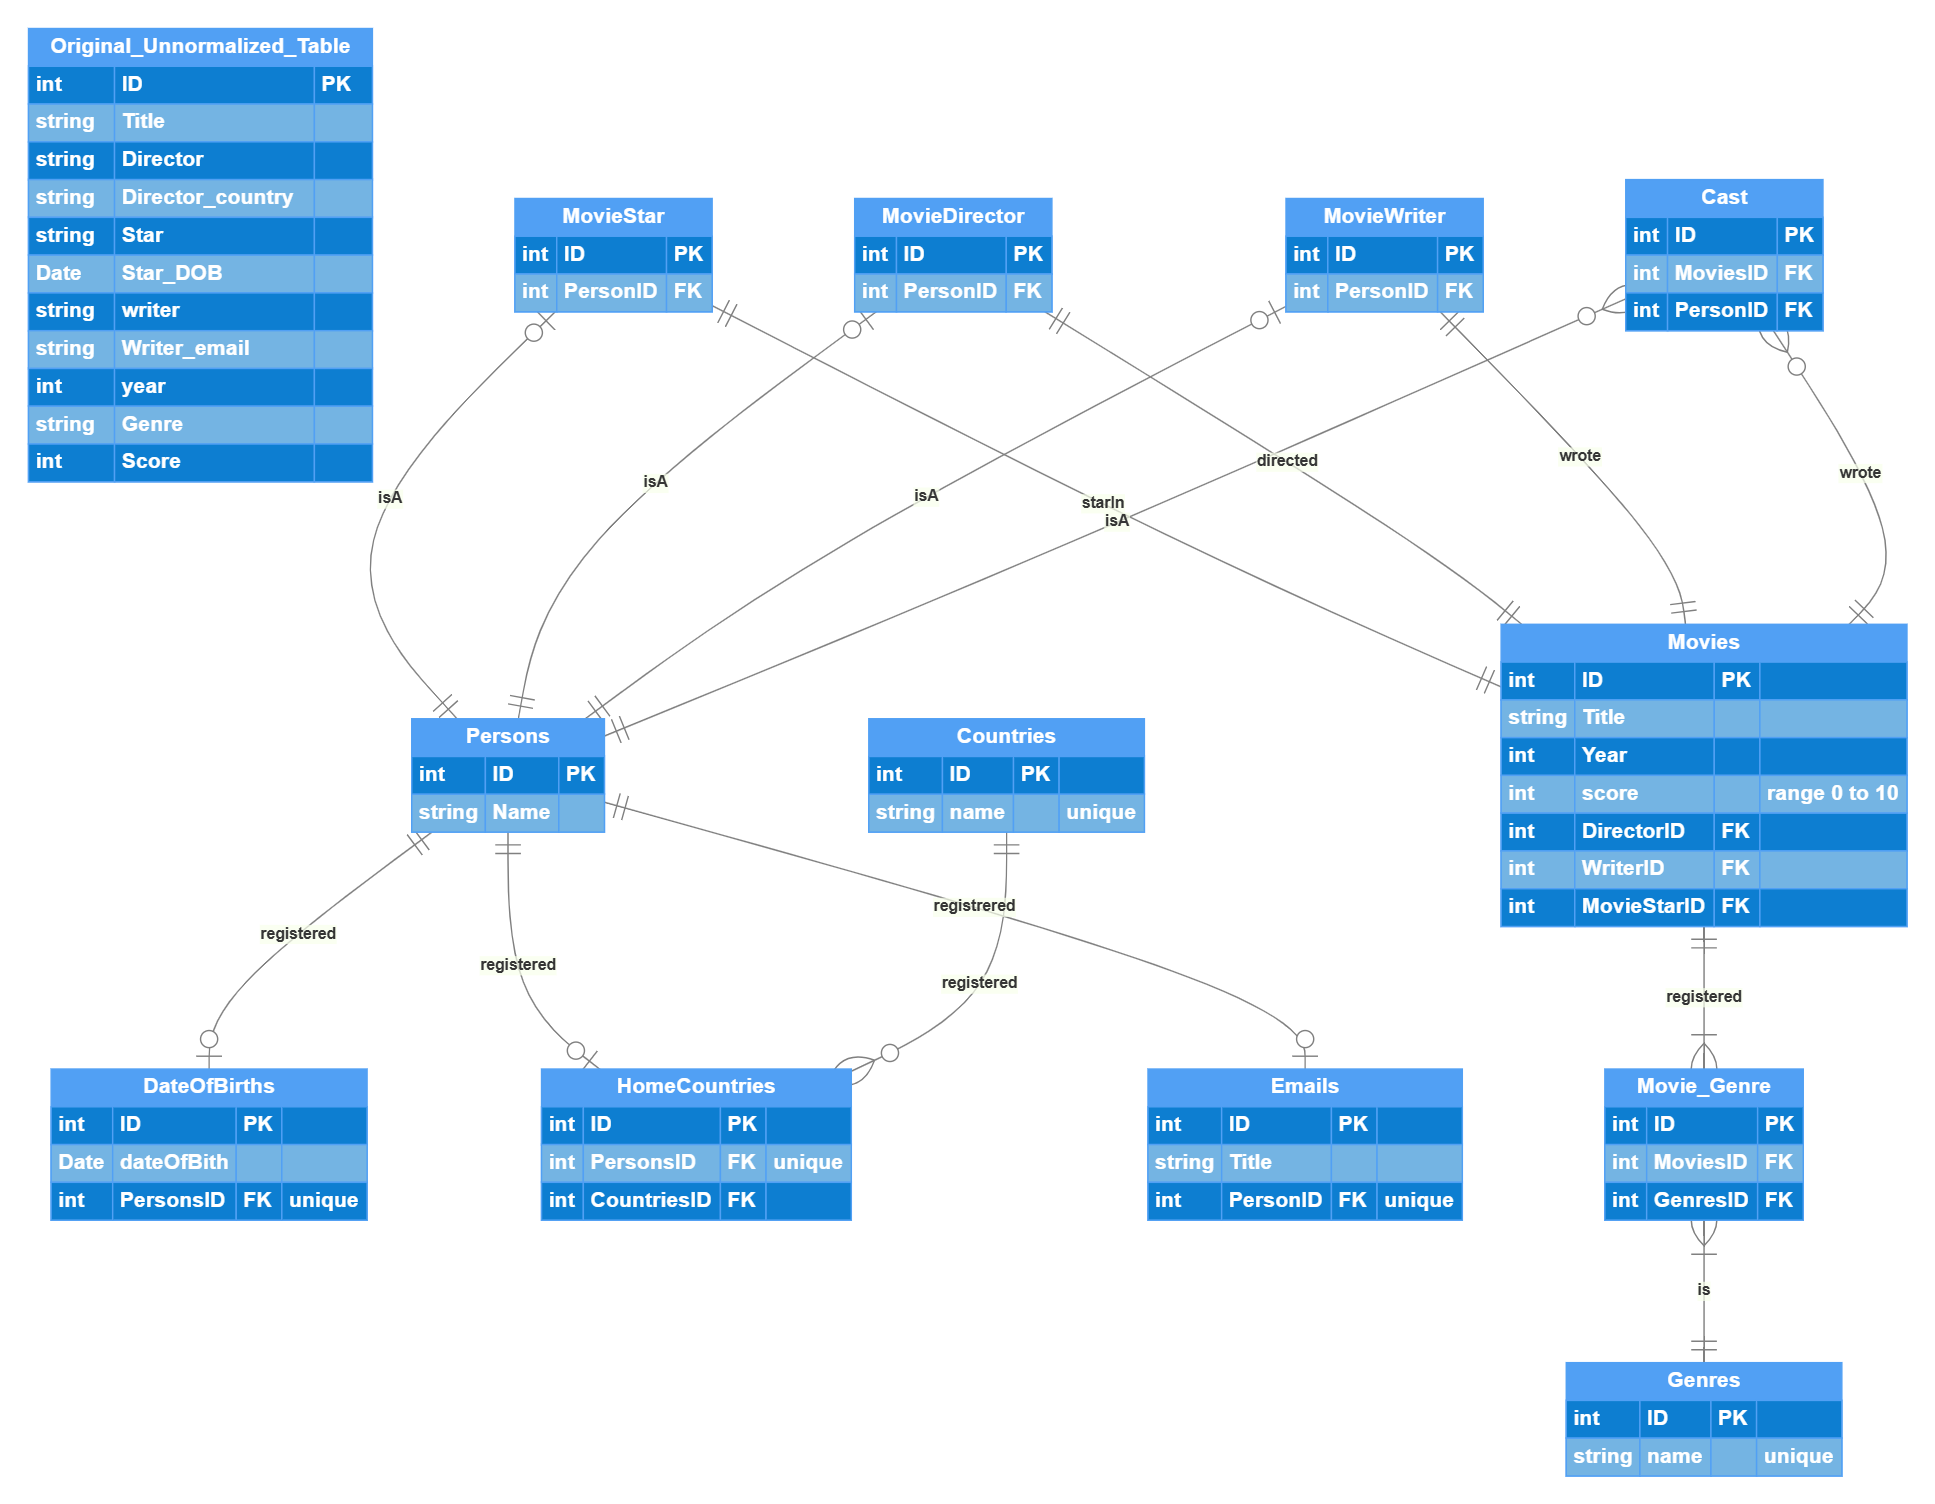 Original_Unnormalized_Table
int ID PK
string Title
string Director
string Director_country
string Star
Date Star_DOB
string writer
string Writer_email
int year
string Genre
int Score
MovieStar
int ID PK
int PersonID FK
MovieDirector
int ID PK
int PersonID FK
MovieWriter
int ID PK
int PersonID FK
Cast
int ID PK
int MoviesID FK
int PersonID FK
isA
isA
isA
starIn
isA
directed
wrote
wrote
Persons
int ID PK
string Name
Countries
int ID PK
string name unique
Movies
int ID PK
string Title
int Year
int score range 0 to 10
int DirectorID FK
int WriterID FK
int MovieStarID FK
registered
registered
registrered
registered
registered
DateOfBirths
int ID PK
Date dateOfBith
int PersonsID FK unique
HomeCountries
int ID PK
int PersonsID FK unique
int CountriesID FK
Emails
int ID PK
string Title
int PersonID FK unique
Movie_Genre
int ID PK
int MoviesID FK
int GenresID FK
is
Genres
int ID PK
string name unique